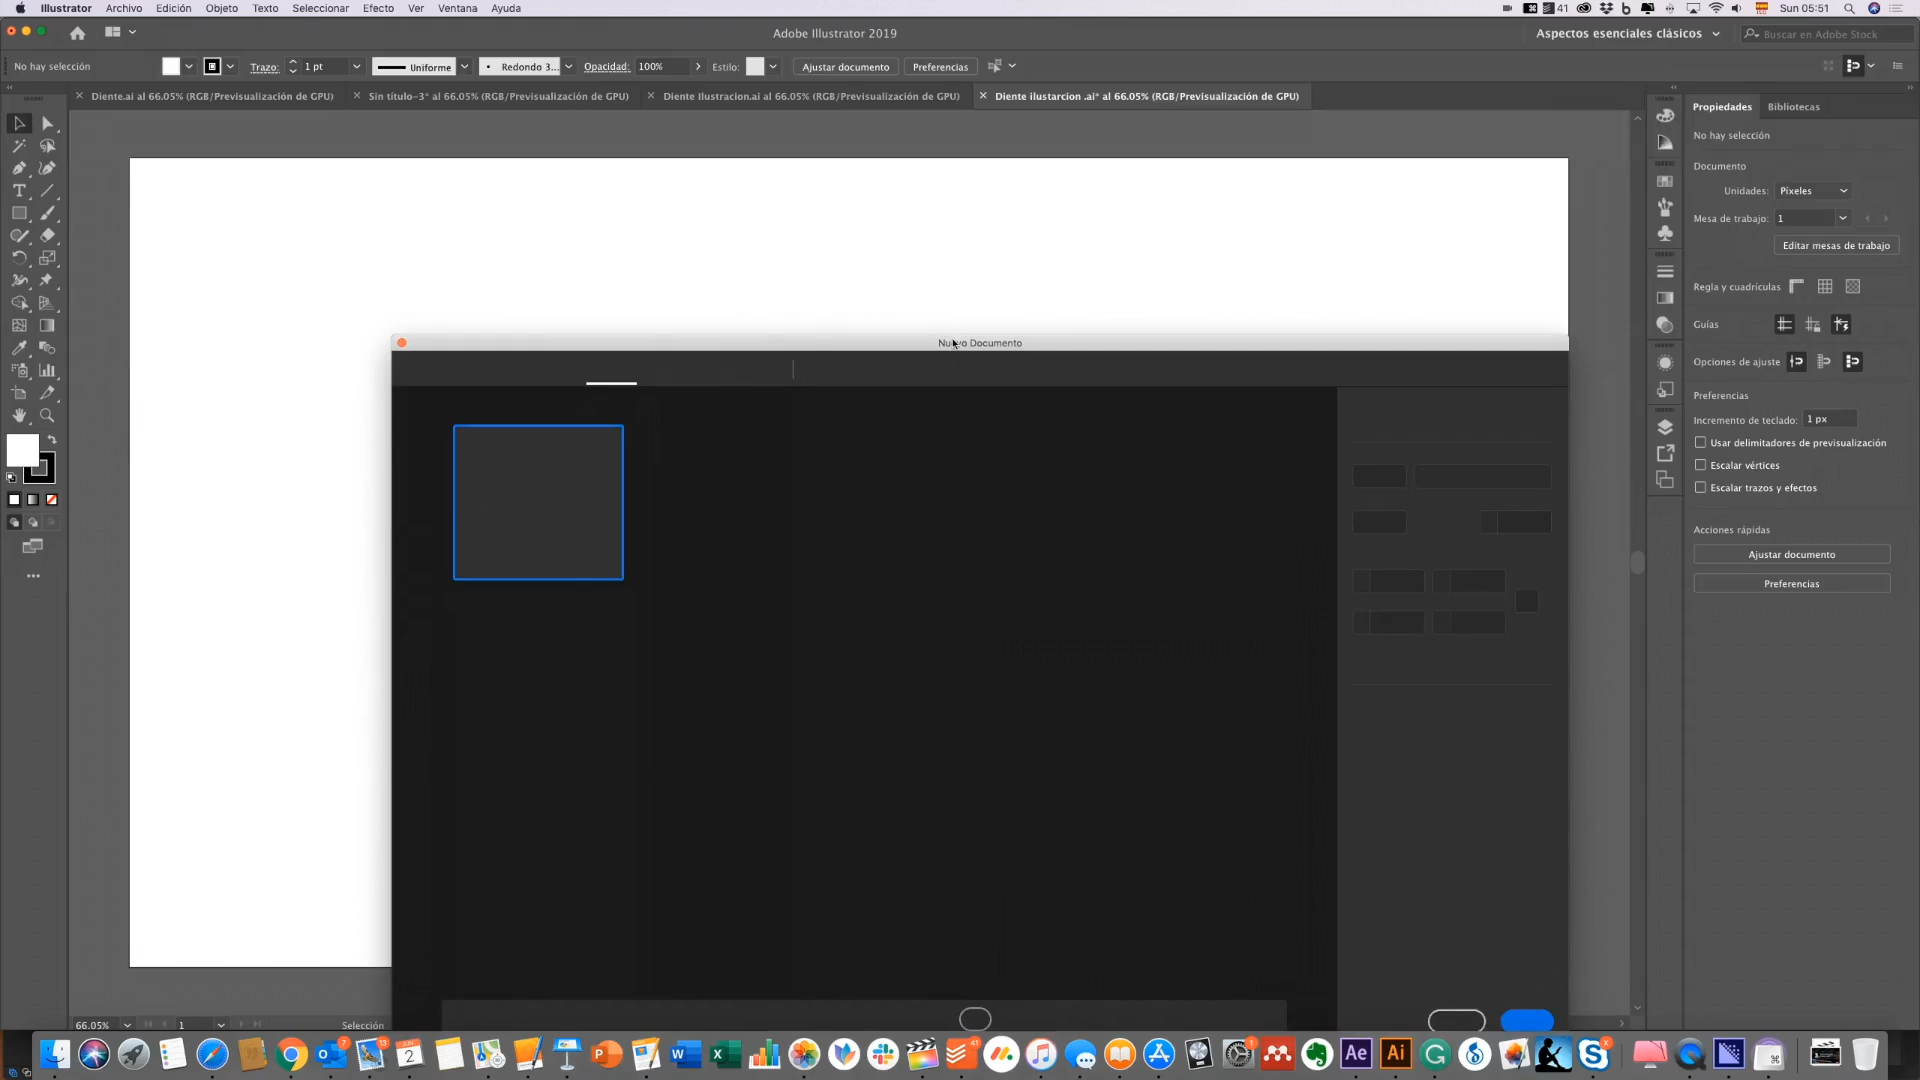 Illustrator Archivo Edición Objeto Texto Seleccionar Efecto Ver Ventana Ayuda 41 Sun 05:51
Adobe Illustrator 2019 Aspectos esenciales clásicos Buscar en Adobe Stock
No hay selección Trazo: 1 pt Uniforme Redondo 3... Opacidad: 100% Estilo: Ajustar documento Preferencias
Diente.ai al 66.05% (RGB/Previsualización de GPU) Sin título-3* al 66.05% (RGB/Previsualización de GPU) Diente Ilustracion.ai al 66.05% (RGB/Previsualización de GPU) Diente ilustarcion .ai* al 66.05% (RGB/Previsualización de GPU)
Propiedades Bibliotecas
No hay selección
Documento
Unidades: Píxeles
Mesa de trabajo: 1
Editar mesas de trabajo
Regla y cuadrículas
Guías
Nuevo Documento
Opciones de ajuste
Preferencias
Incremento de teclado: 1 px
Usar delimitadores de previsualización
Escalar vértices
Escalar trazos y efectos
Acciones rápidas
Ajustar documento
Preferencias
66.05% 1 Selección